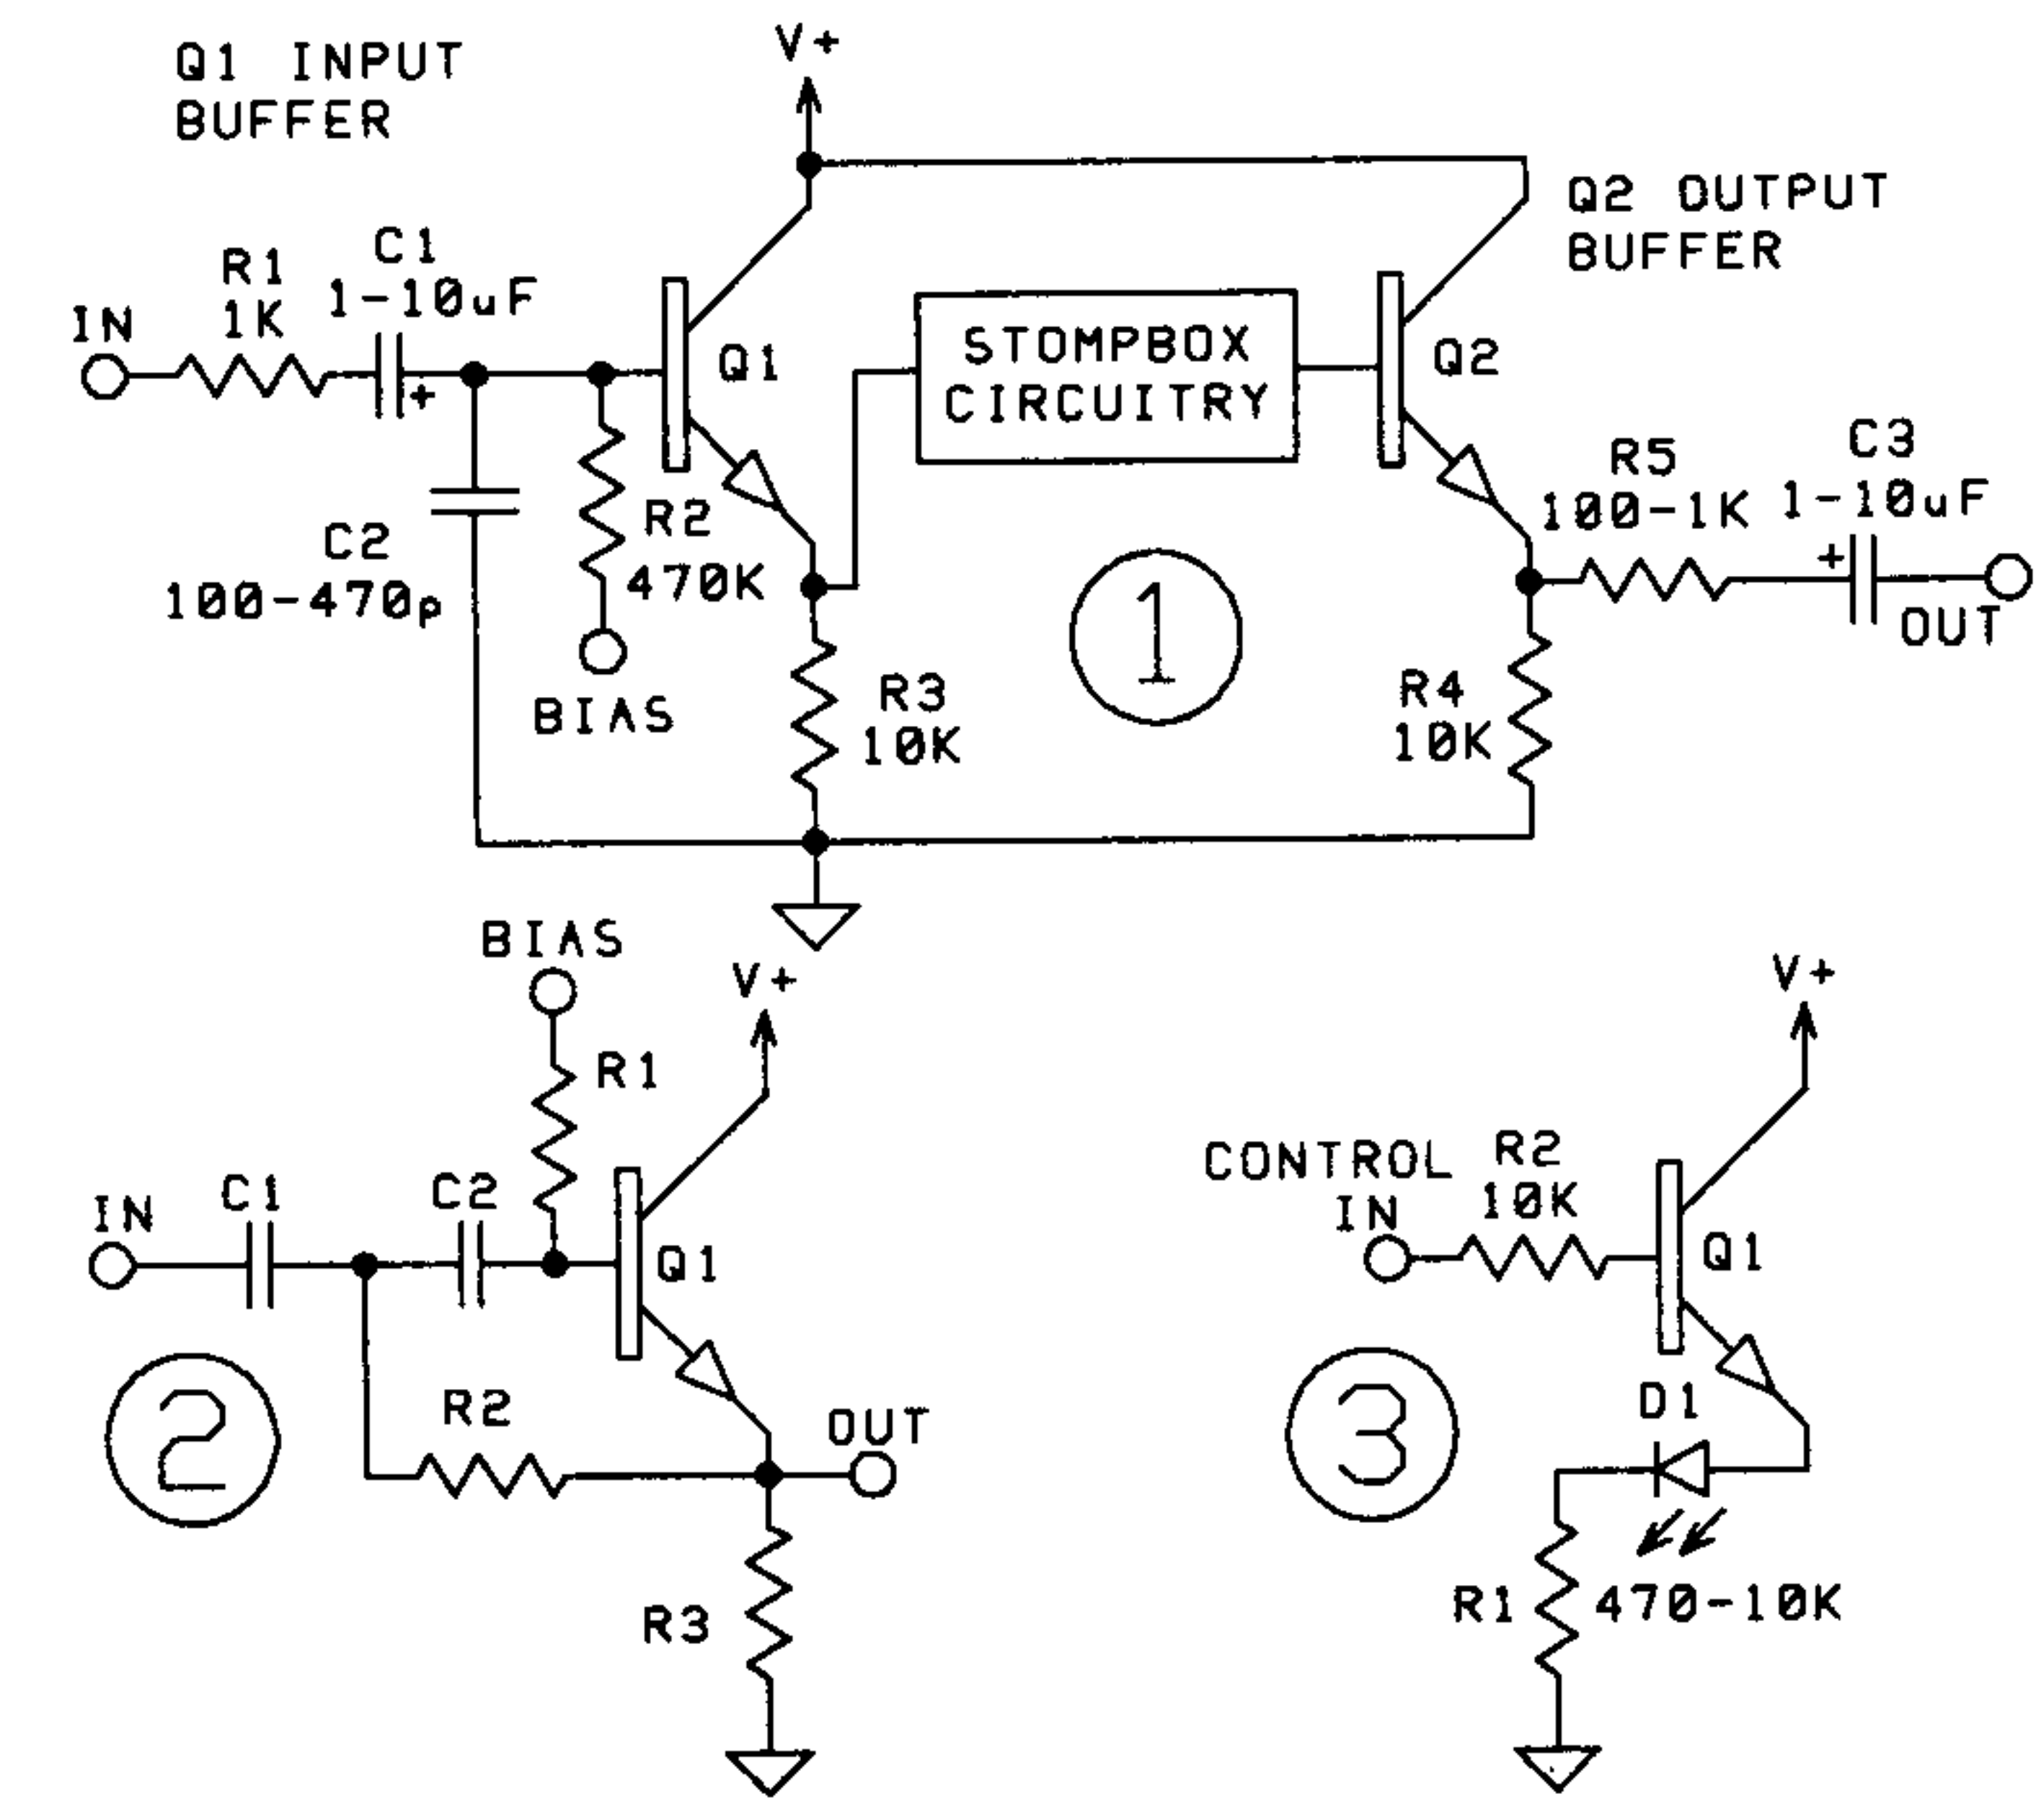 Q1 INPUT
BUFFER
V+
Q2 OUTPUT
BUFFER
IN
R1
1K
C1
1-10uF
+
Q1
STOMPBOX
CIRCUITRY
Q2
C2
100-470p
R2
470K
BIAS
1
R3
10K
R4
10K
R5
100-1K
C3
1-10uF
+
OUT
BIAS
V+
R1
IN
C1
C2
Q1
2
R2
OUT
R3
V+
CONTROL
IN
R2
10K
Q1
3
D1
R1
470-10K